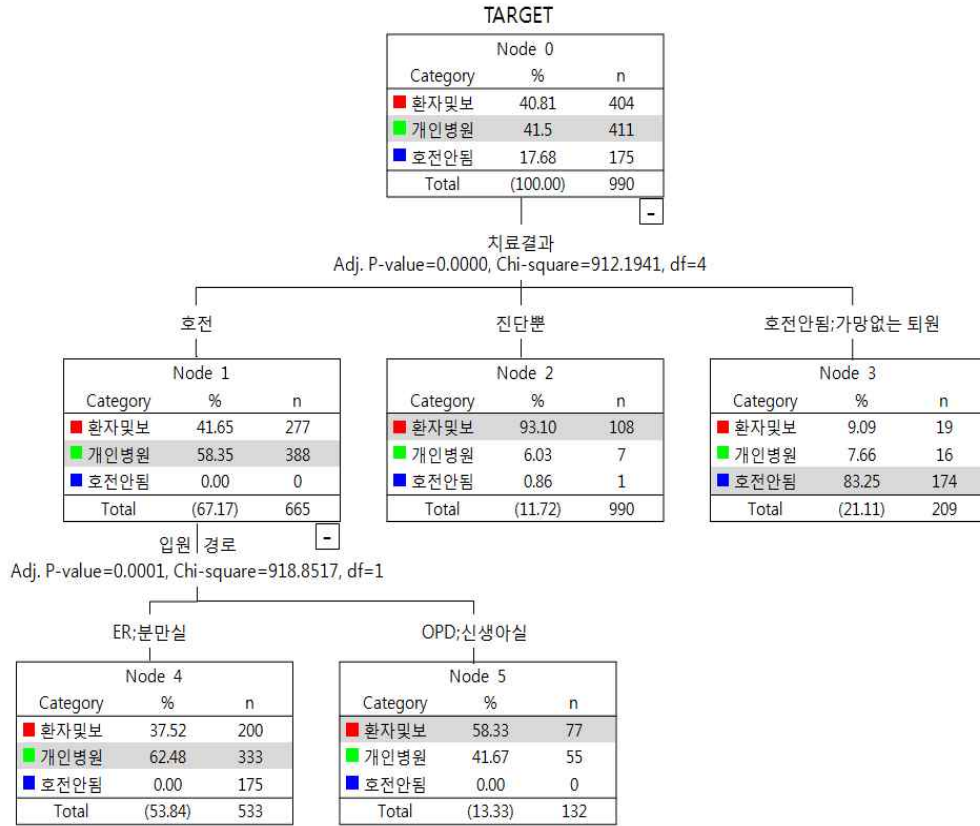 TARGET
Node 0
Category % n
환자및보 40.81 404
개인병원 41.5 411
호전안됨 17.68 175
Total (100.00) 990
-
치료결과
Adj. P-value=0.0000, Chi-square=912.1941, df=4
호전 진단뿐 호전안됨;가망없는 퇴원
Node 1
Category % n
환자및보 41.65 277
개인병원 58.35 388
호전안됨 0.00 0
Total (67.17) 665
-
Node 2
Category % n
환자및보 93.10 108
개인병원 6.03 7
호전안됨 0.86 1
Total (11.72) 990
Node 3
Category % n
환자및보 9.09 19
개인병원 7.66 16
호전안됨 83.25 174
Total (21.11) 209
입원 경로
Adj. P-value=0.0001, Chi-square=918.8517, df=1
ER;분만실 OPD;신생아실
Node 4
Category % n
환자및보 37.52 200
개인병원 62.48 333
호전안됨 0.00 175
Total (53.84) 533
Node 5
Category % n
환자및보 58.33 77
개인병원 41.67 55
호전안됨 0.00 0
Total (13.33) 132